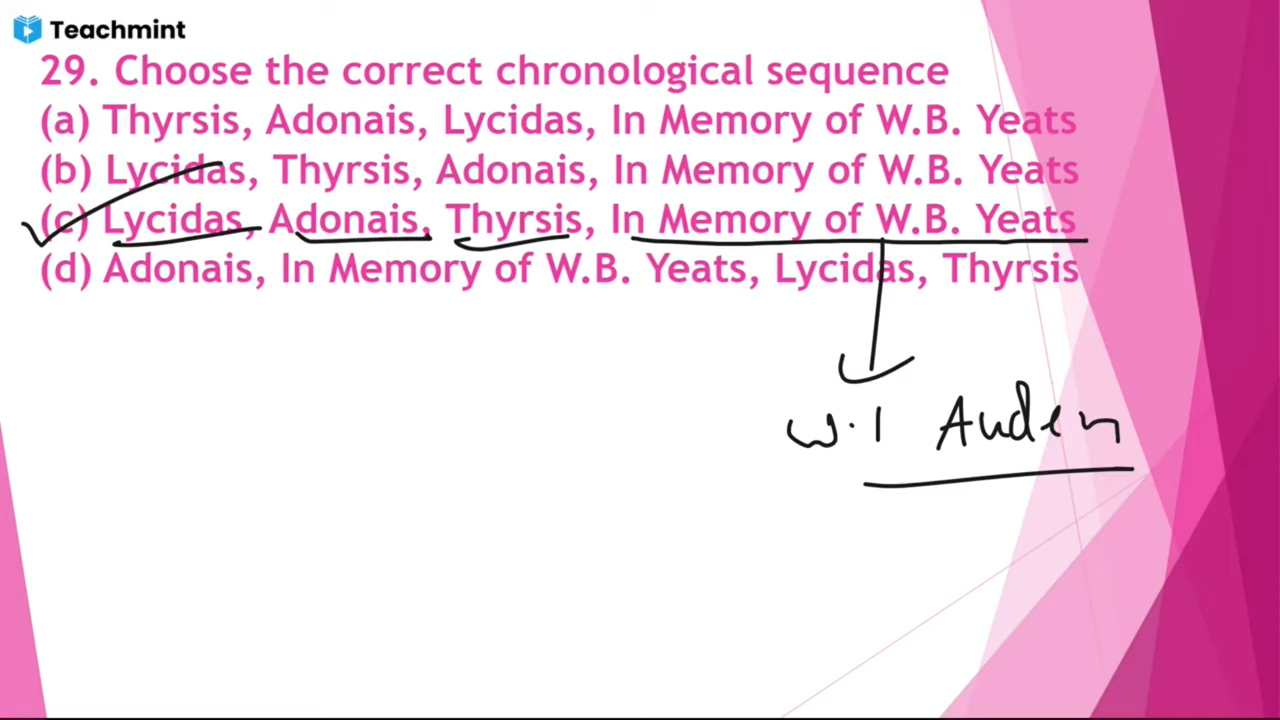 Teachmint
29. Choose the correct chronological sequence
(a) Thyrsis, Adonais, Lycidas, In Memory of W.B. Yeats
(b) Lycidas, Thyrsis, Adonais, In Memory of W.B. Yeats
(c) Lycidas, Adonais, Thyrsis, In Memory of W.B. Yeats
(d) Adonais, In Memory of W.B. Yeats, Lycidas, Thyrsis
W.I Auden